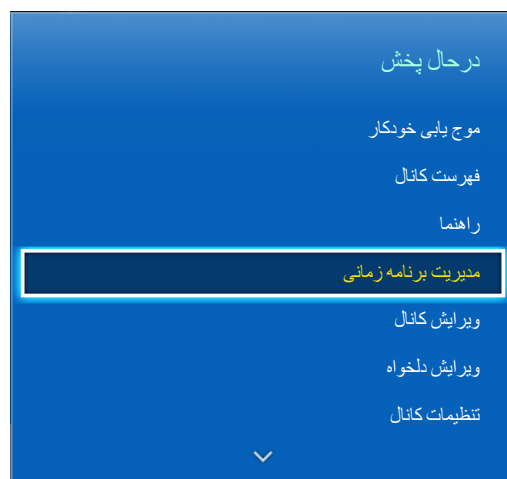 درحال پخش
موج یابی خودکار
فهرست کانال
راهنما
مدیریت برنامه زمانی
ویرایش کانال
ویرایش دلخواه
تنظیمات کانال